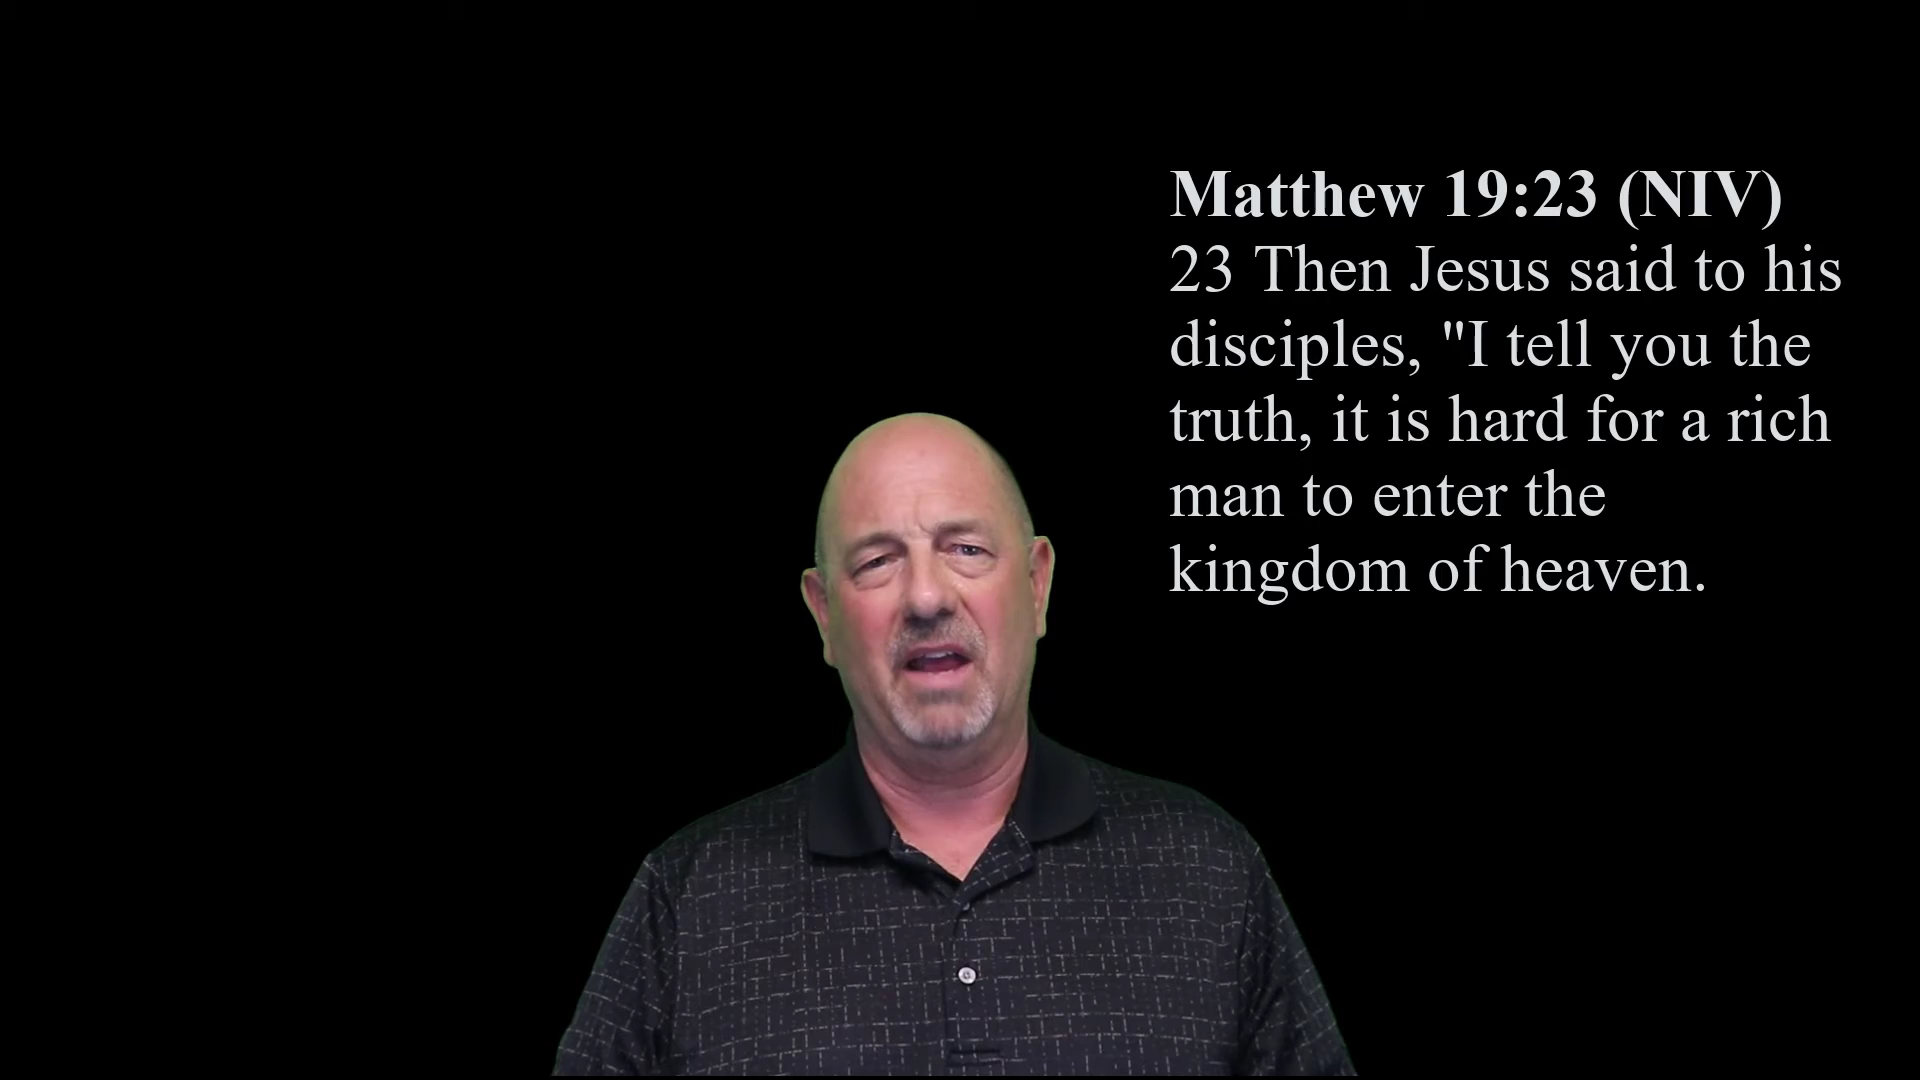 Matthew 19:23 (NIV)
23 Then Jesus said to his
disciples, "I tell you the
truth, it is hard for a rich
man to enter the
kingdom of heaven.